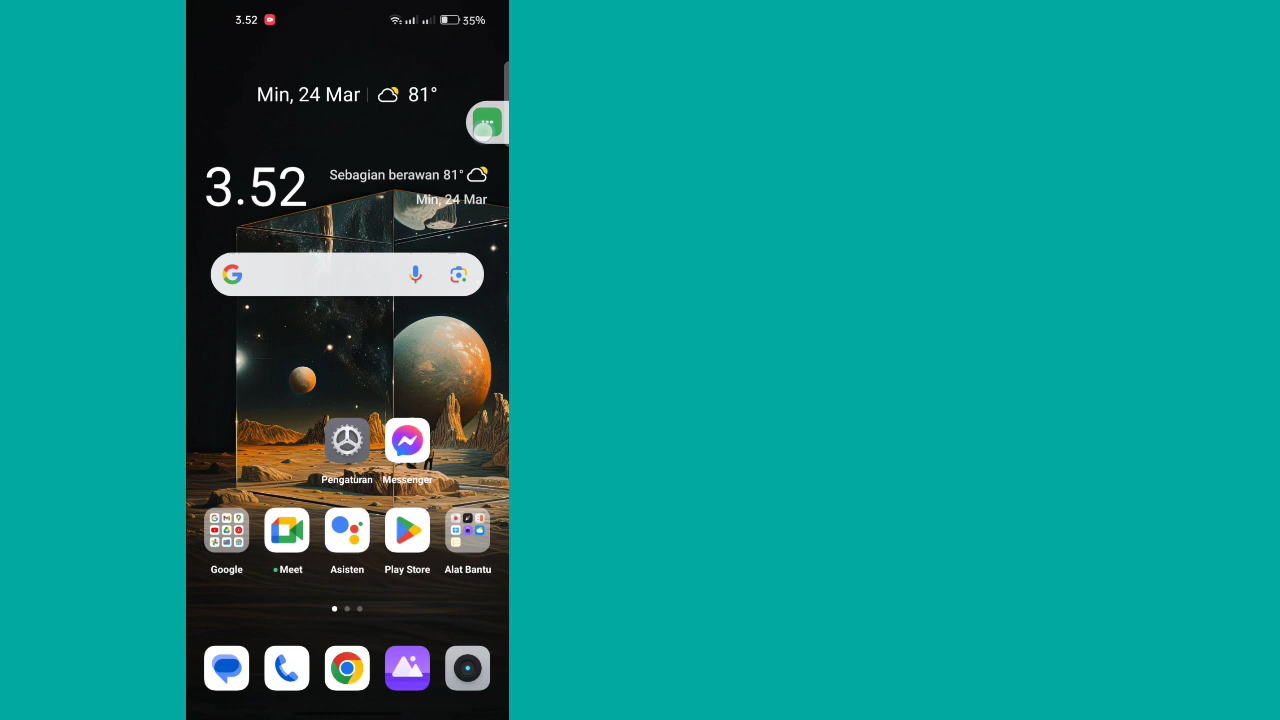 3.52
35%
Min, 24 Mar
81°
3.52
Sebagian berawan 81°
Min, 24 Mar
Pengaturan
Messenger
Google
Meet
Asisten
Play Store
Alat Bantu